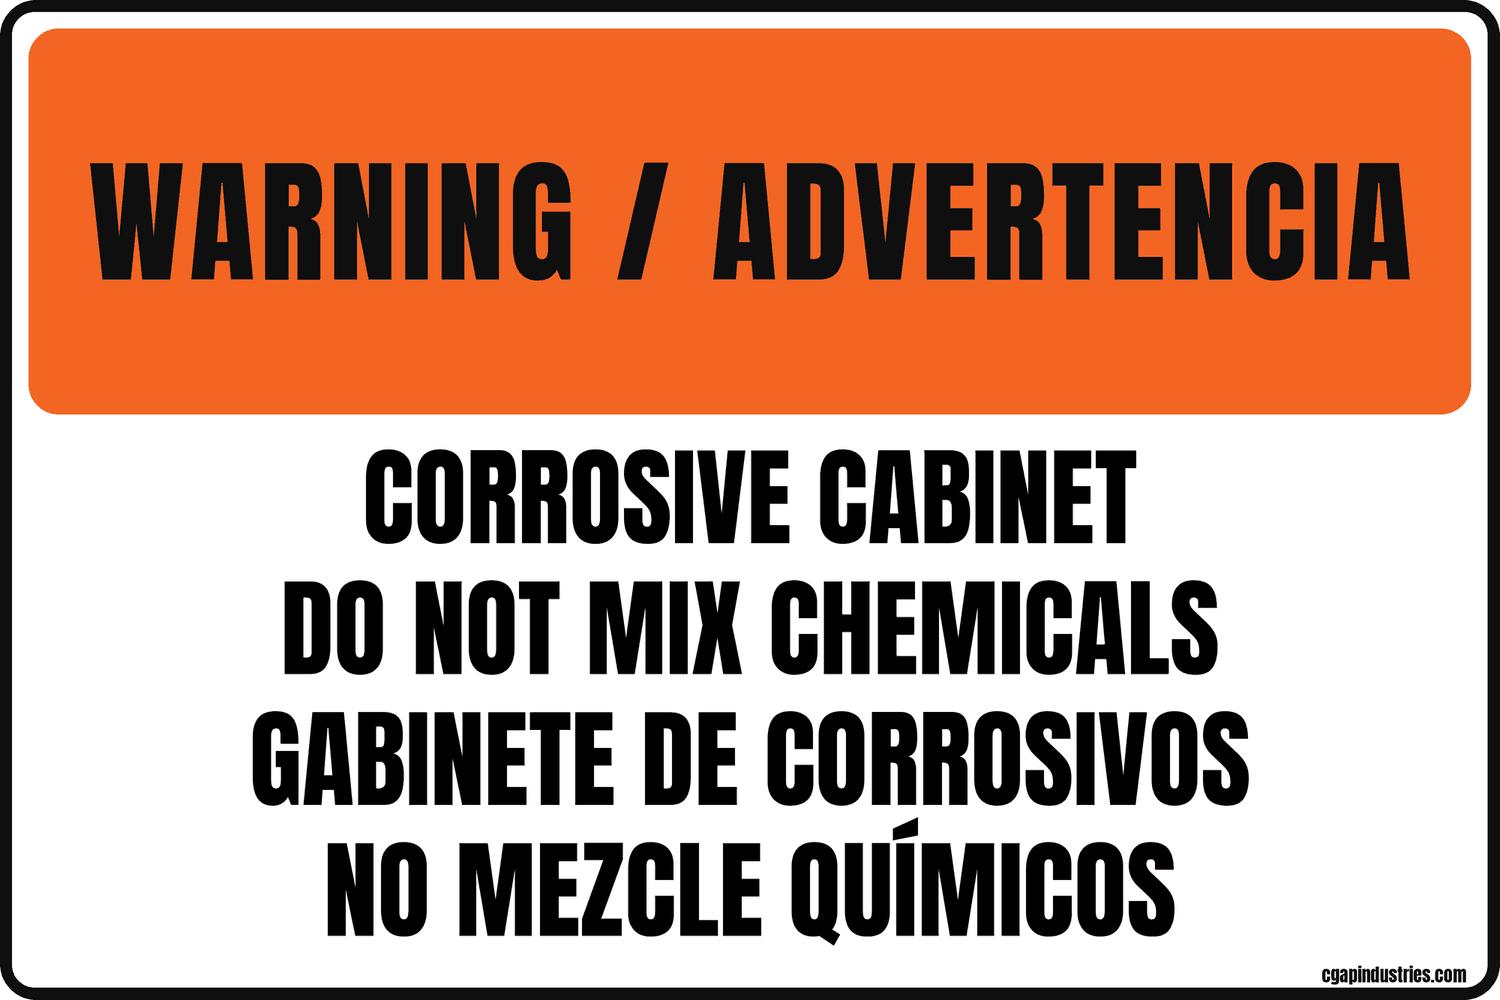 WARNING / ADVERTENCIA
CORROSIVE CABINET
DO NOT MIX CHEMICALS
GABINETE DE CORROSIVOS
NO MEZCLE QUÍMICOS
cgapindustries.com